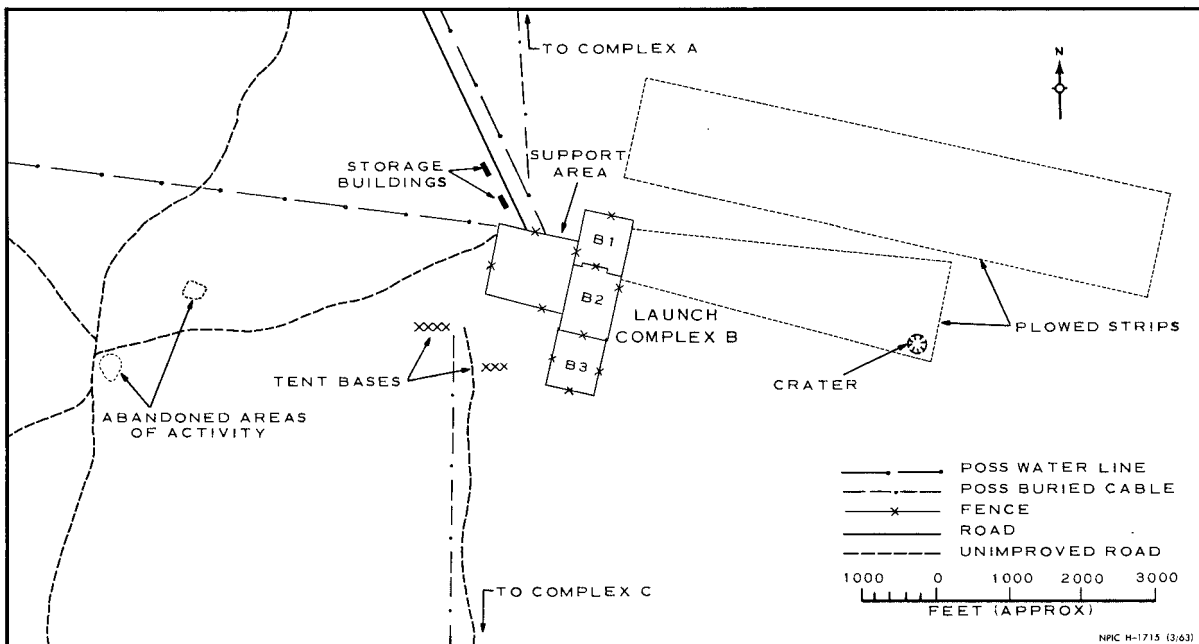 TO COMPLEX A
N
STORAGE
BUILDINGS
SUPPORT
AREA
B1
B2
B3
LAUNCH
COMPLEX B
PLOWED STRIPS
CRATER
TENT BASES
ABANDONED AREAS
OF ACTIVITY
TO COMPLEX C
POSS WATER LINE
POSS BURIED CABLE
FENCE
ROAD
UNIMPROVED ROAD
1000 0 1000 2000 3000
FEET (APPROX)
NPIC H-1715 (3/63)